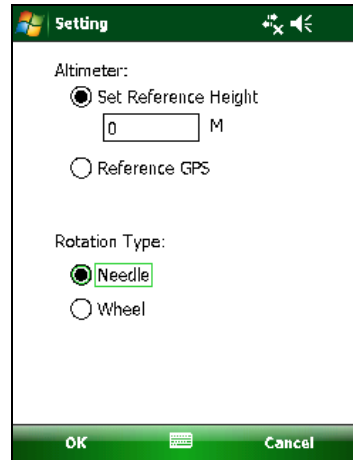 Setting
Altimeter:
Set Reference Height
0 M
Reference GPS
Rotation Type:
Needle
Wheel
OK Cancel